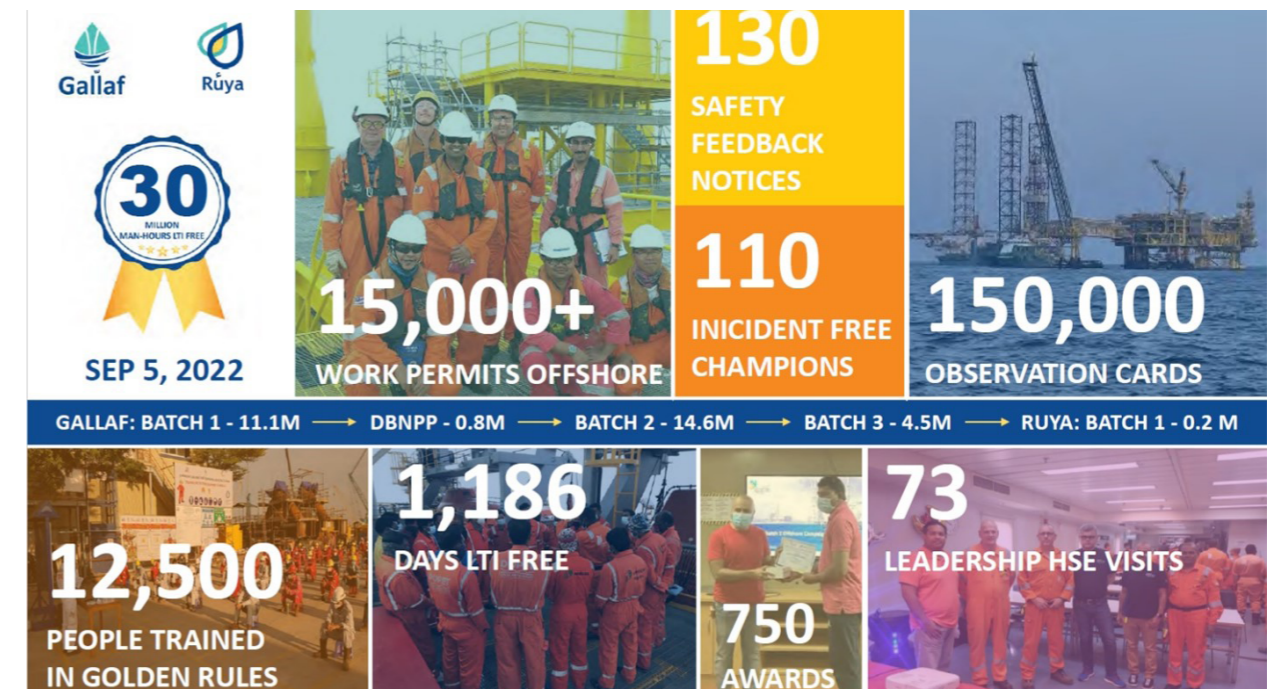 Gallaf
Růya
30
MILLION
MAN-HOURS LTI FREE
SEP 5, 2022
15,000+
WORK PERMITS OFFSHORE
130
SAFETY
FEEDBACK
NOTICES
110
INICIDENT FREE
CHAMPIONS
150,000
OBSERVATION CARDS
GALLAF: BATCH 1 - 11.1M → DBNPP - 0.8M → BATCH 2 - 14.6M → BATCH 3 - 4.5M → RUYA: BATCH 1 - 0.2 M
12,500
PEOPLE TRAINED
IN GOLDEN RULES
1,186
DAYS LTI FREE
750
AWARDS
73
LEADERSHIP HSE VISITS